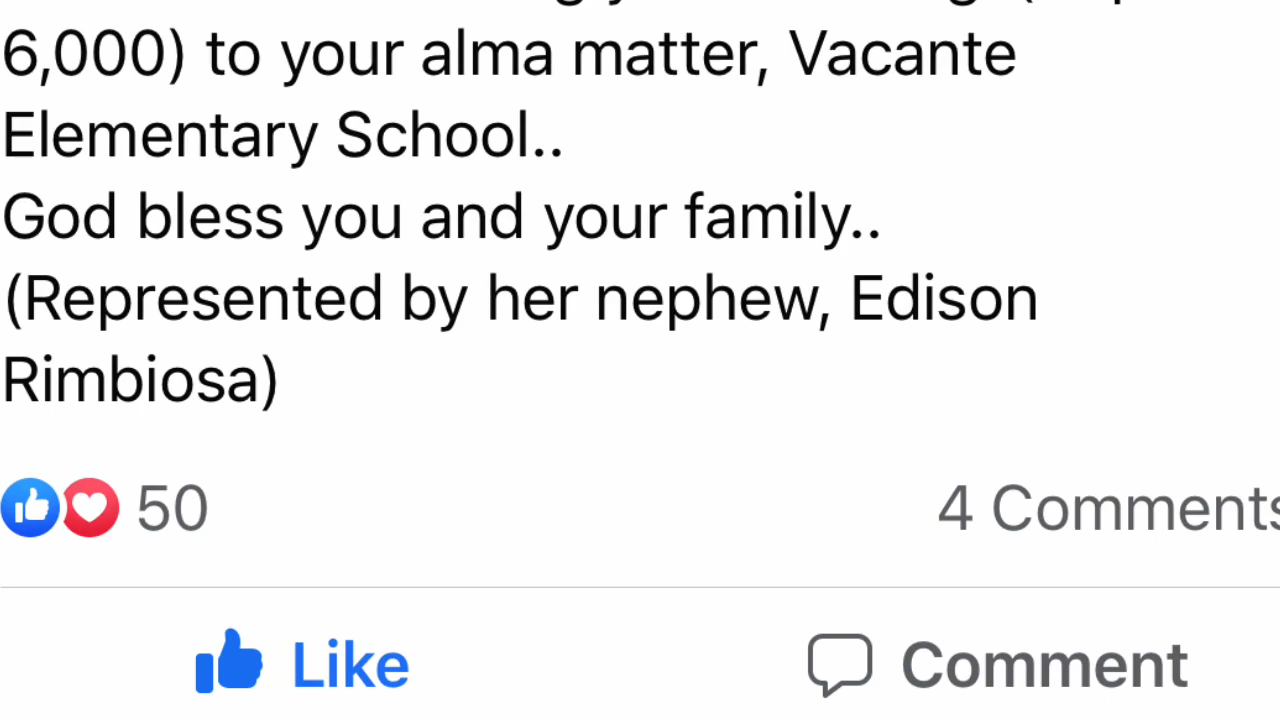 6,000) to your alma matter, Vacante
Elementary School..
God bless you and your family..
(Represented by her nephew, Edison
Rimbiosa)
50
4 Comments
Like
Comment